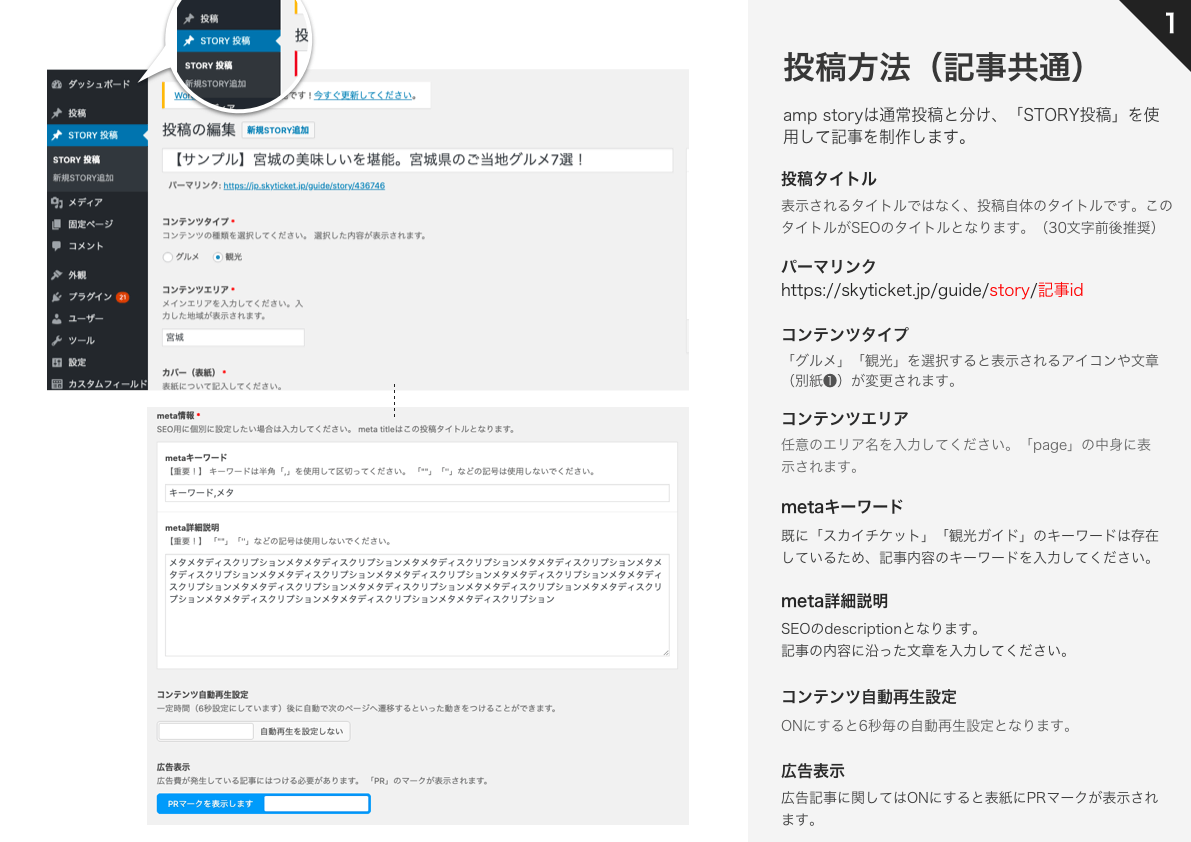 投稿
STORY 投稿
STORY 投稿
新規STORY追加
投
ダッシュボード
投稿
STORY 投稿
STORY 投稿
新規STORY追加
メディア
固定ページ
コメント
外観
プラグイン 21
ユーザー
ツール
設定
カスタムフィールド
です！今すぐ更新してください。
投稿の編集 新規STORY追加
【サンプル】宮城の美味しいを堪能。宮城県のご当地グルメ7選！
パーマリンク: https://jp.skyticket.jp/guide/story/436746
コンテンツタイプ *
コンテンツの種類を選択してください。 選択した内容が表示されます。
グルメ 観光
コンテンツエリア *
メインエリアを入力してください。入
力した地域が表示されます。
宮城
カバー（表紙） *
表紙について記入してください。
meta情報 *
SEO用に個別に設定したい場合は入力してください。 meta titleはこの投稿タイトルとなります。
metaキーワード
【重要！】 キーワードは半角「,」を使用して区切ってください。 「""」「''」などの記号は使用しないでください。
キーワード,メタ
meta詳細説明
【重要！】 「""」「''」などの記号は使用しないでください。
メタメタディスクリプションメタメタディスクリプションメタメタディスクリプションメタメタディスクリプションメタメ
タディスクリプションメタメタディスクリプションメタメタディスクリプションメタメタディスクリプションメタメタディ
スクリプションメタメタディスクリプションメタメタディスクリプションメタメタディスクリプションメタメタディスクリ
プションメタメタディスクリプションメタメタディスクリプションメタメタディスクリプション
コンテンツ自動再生設定
一定時間（6秒設定にしています）後に自動で次のページへ遷移するといった動きをつけることができます。
自動再生を設定しない
広告表示
広告費が発生している記事にはつける必要があります。 「PR」のマークが表示されます。
PRマークを表示します
1
投稿方法（記事共通）
amp storyは通常投稿と分け、「STORY投稿」を使
用して記事を制作します。
投稿タイトル
表示されるタイトルではなく、投稿自体のタイトルです。この
タイトルがSEOのタイトルとなります。（30文字前後推奨）
パーマリンク
https://skyticket.jp/guide/story/記事id
コンテンツタイプ
「グルメ」「観光」を選択すると表示されるアイコンや文章
（別紙❶）が変更されます。
コンテンツエリア
任意のエリア名を入力してください。「page」の中身に表
示されます。
metaキーワード
既に「スカイチケット」「観光ガイド」のキーワードは存在
しているため、記事内容のキーワードを入力してください。
meta詳細説明
SEOのdescriptionとなります。
記事の内容に沿った文章を入力してください。
コンテンツ自動再生設定
ONにすると6秒毎の自動再生設定となります。
広告表示
広告記事に関してはONにすると表紙にPRマークが表示され
ます。